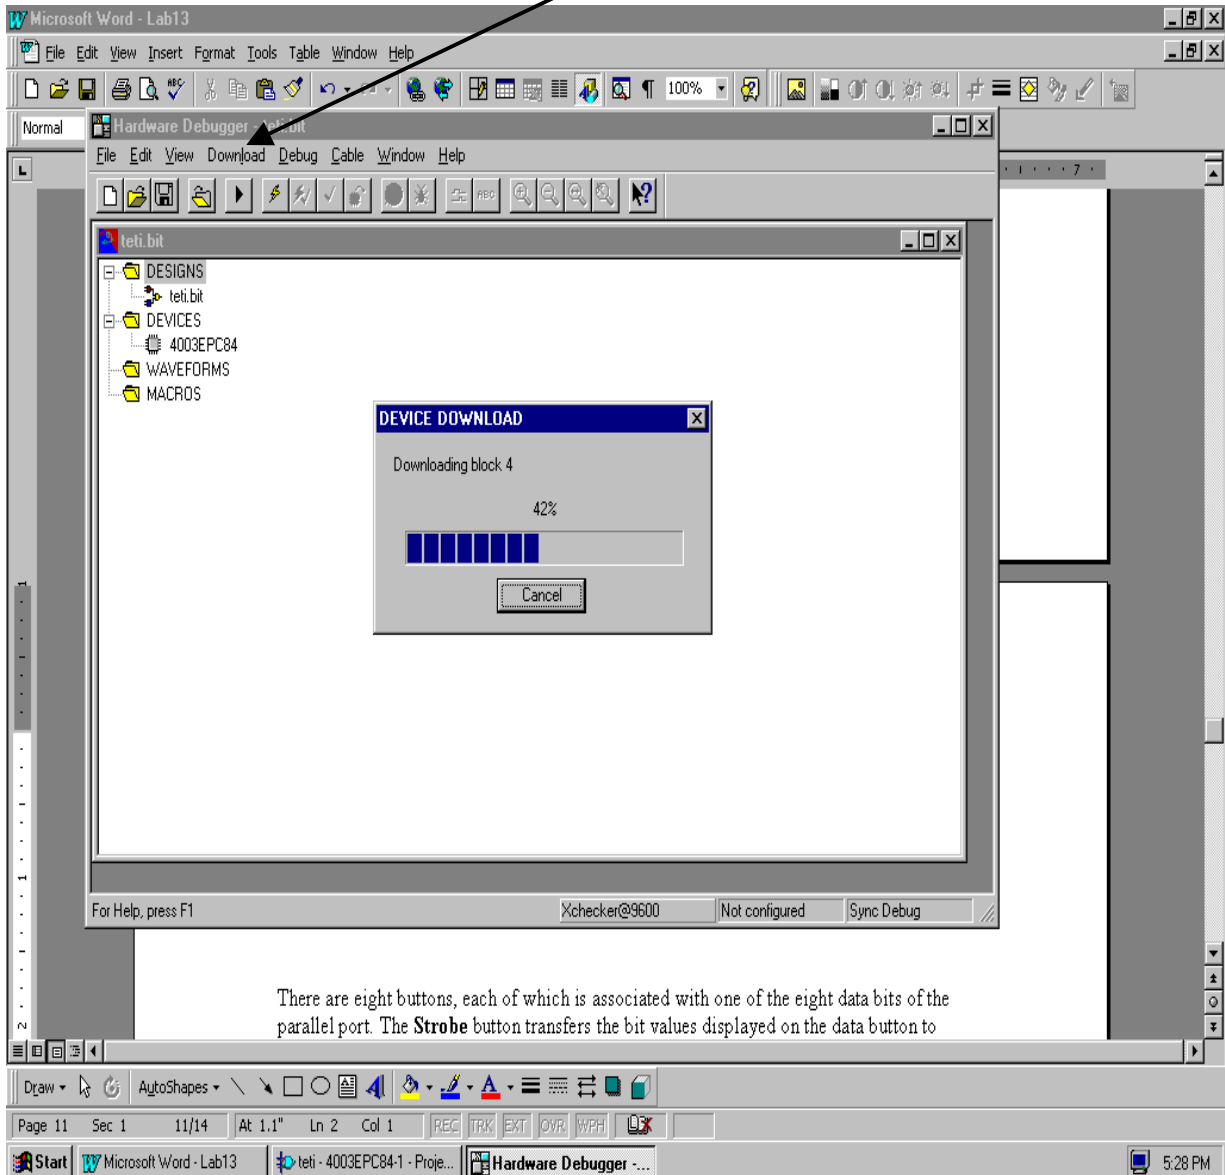 Microsoft Word - Lab13
File Edit View Insert Format Tools Table Window Help
100%
Normal
Hardware Debugger - teti.bit
File Edit View Download Debug Cable Window Help
7
teti.bit
DESIGNS
teti.bit
DEVICES
4003EPC84
WAVEFORMS
MACROS
DEVICE DOWNLOAD
Downloading block 4
42%
Cancel
For Help, press F1 Xchecker@9600 Not configured Sync Debug
There are eight buttons, each of which is associated with one of the eight data bits of the
parallel port. The Strobe button transfers the bit values displayed on the data button to
Draw AutoShapes
Page 11 Sec 1 11/14 At 1.1" Ln 2 Col 1 REC TRK EXT OVR WPH
Start Microsoft Word - Lab13 teti - 4003EPC84-1 - Proje... Hardware Debugger -... 5:28 PM